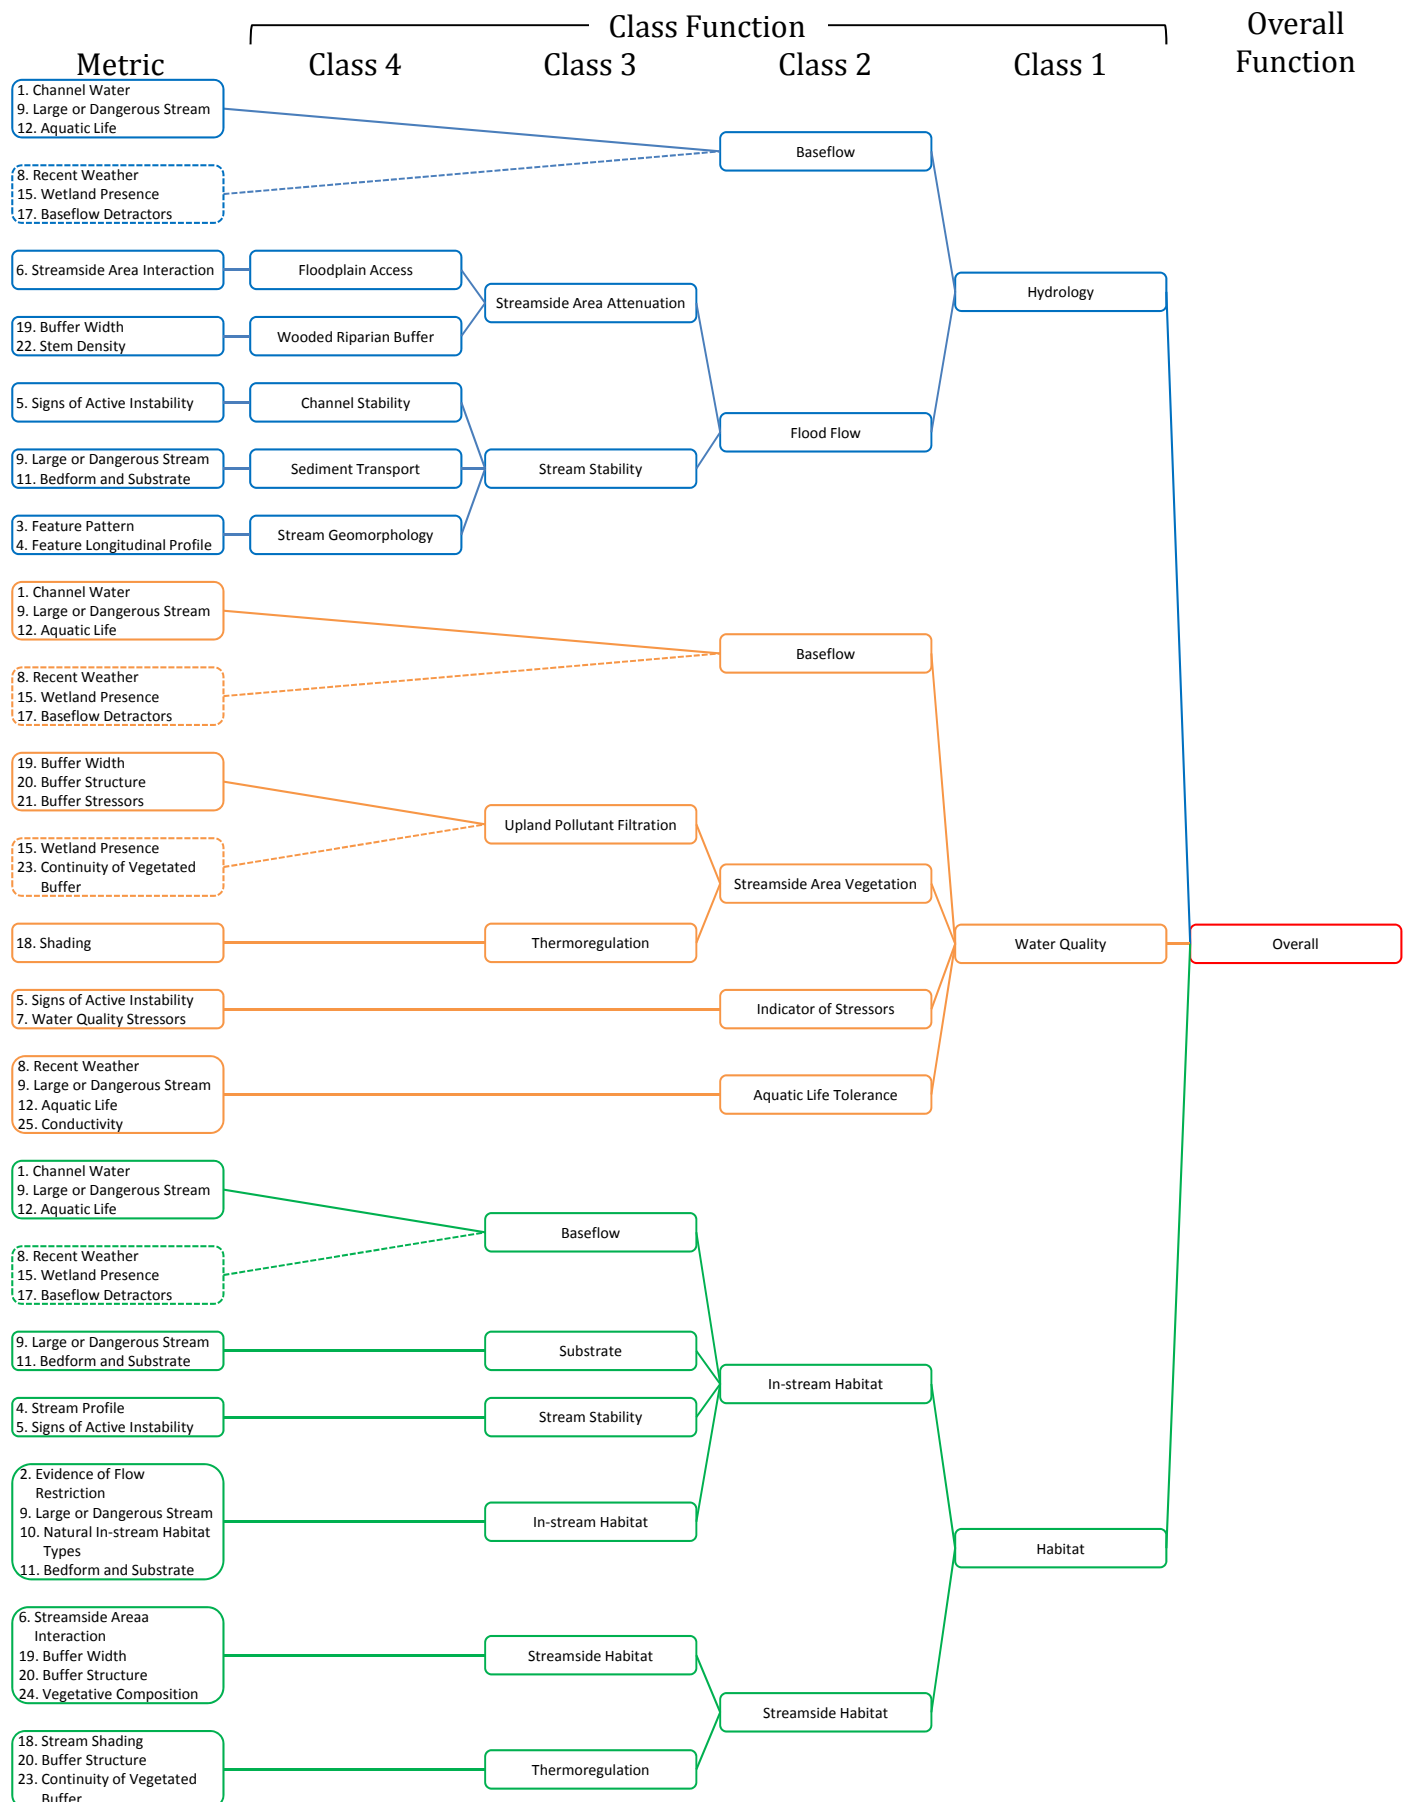 Class Function
Overall
Function
Metric
Class 4
Class 3
Class 2
Class 1
1. Channel Water
9. Large or Dangerous Stream
12. Aquatic Life
Baseflow
8. Recent Weather
15. Wetland Presence
17. Baseflow Detractors
6. Streamside Area Interaction
Floodplain Access
Streamside Area Attenuation
Hydrology
19. Buffer Width
22. Stem Density
Wooded Riparian Buffer
5. Signs of Active Instability
Channel Stability
Flood Flow
9. Large or Dangerous Stream
11. Bedform and Substrate
Sediment Transport
Stream Stability
3. Feature Pattern
4. Feature Longitudinal Profile
Stream Geomorphology
1. Channel Water
9. Large or Dangerous Stream
12. Aquatic Life
Baseflow
8. Recent Weather
15. Wetland Presence
17. Baseflow Detractors
19. Buffer Width
20. Buffer Structure
21. Buffer Stressors
Upland Pollutant Filtration
15. Wetland Presence
23. Continuity of Vegetated
Buffer
Streamside Area Vegetation
18. Shading
Thermoregulation
Water Quality
Overall
5. Signs of Active Instability
7. Water Quality Stressors
Indicator of Stressors
8. Recent Weather
9. Large or Dangerous Stream
12. Aquatic Life
25. Conductivity
Aquatic Life Tolerance
1. Channel Water
9. Large or Dangerous Stream
12. Aquatic Life
Baseflow
8. Recent Weather
15. Wetland Presence
17. Baseflow Detractors
9. Large or Dangerous Stream
11. Bedform and Substrate
Substrate
In-stream Habitat
4. Stream Profile
5. Signs of Active Instability
Stream Stability
2. Evidence of Flow
Restriction
9. Large or Dangerous Stream
10. Natural In-stream Habitat
Types
11. Bedform and Substrate
In-stream Habitat
Habitat
6. Streamside Areaa
Interaction
19. Buffer Width
20. Buffer Structure
24. Vegetative Composition
Streamside Habitat
Streamside Habitat
18. Stream Shading
20. Buffer Structure
23. Continuity of Vegetated
Buffer
Thermoregulation